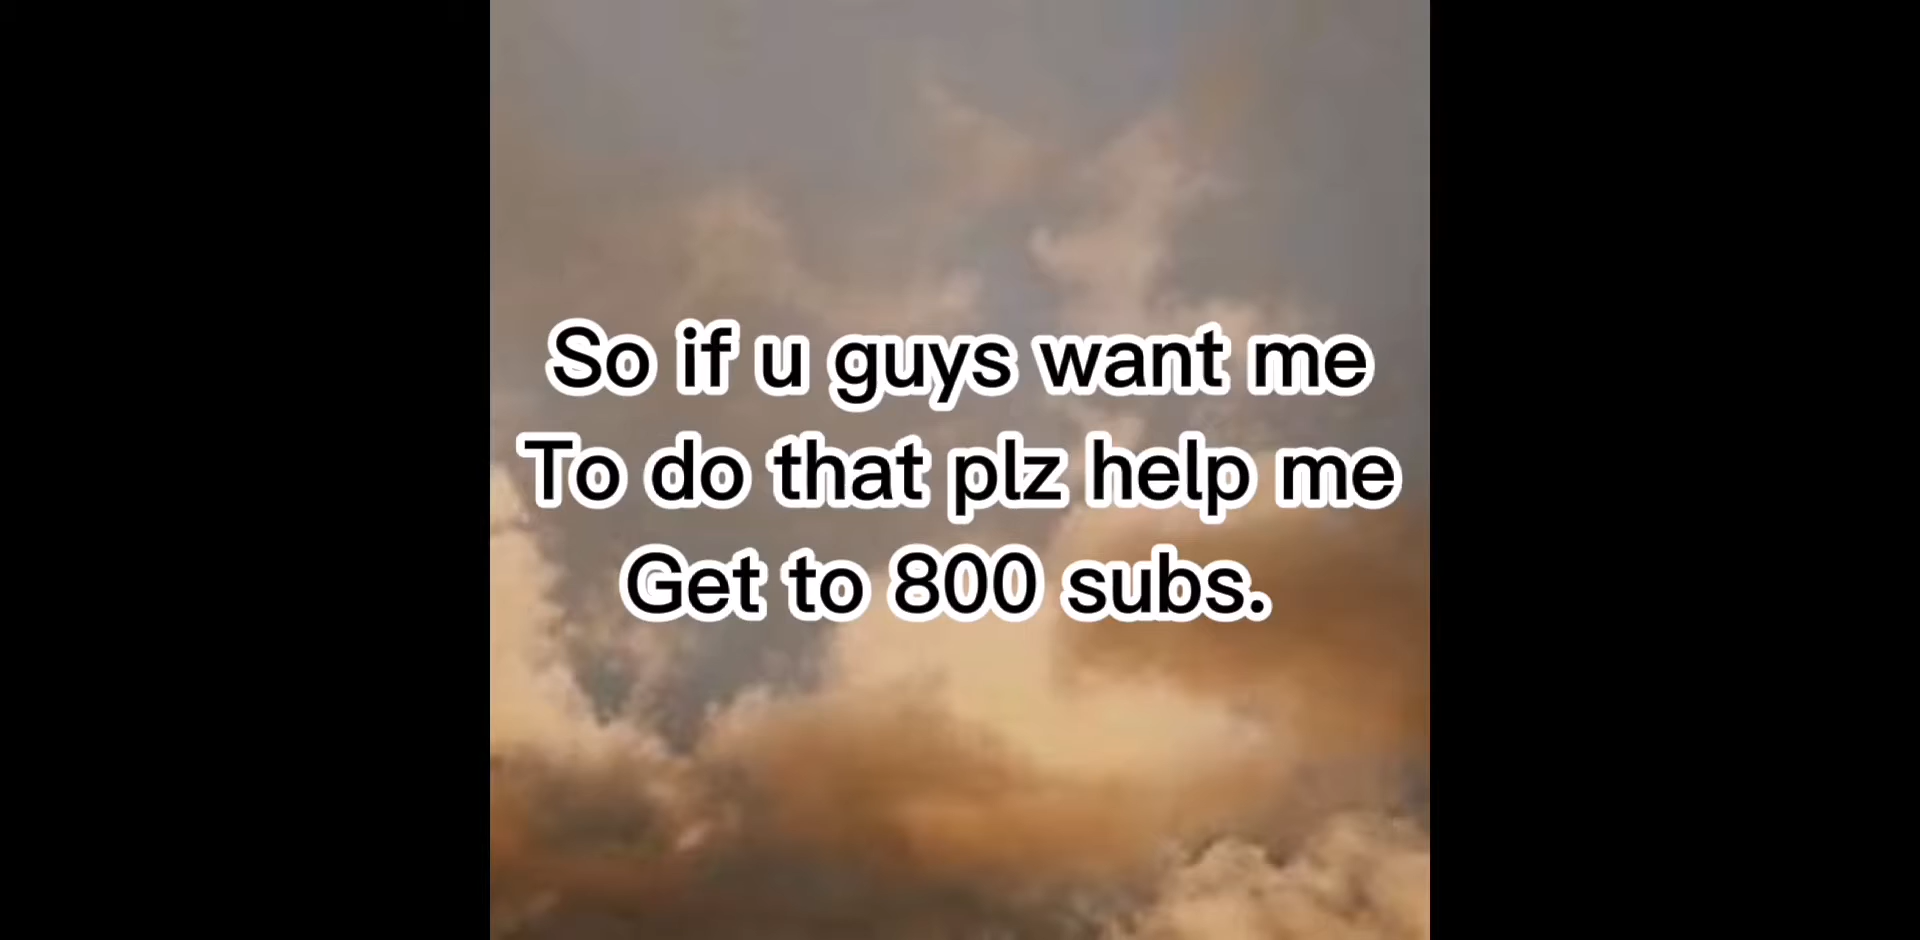 So if u guys want me
To do that plz help me
Get to 800 subs.